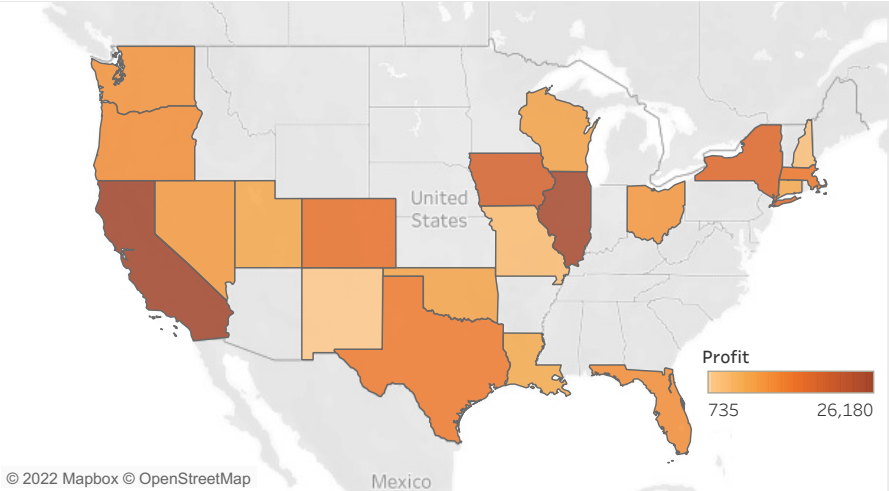 United
States
Profit
735 26,180
© 2022 Mapbox © OpenStreetMap
Mexico